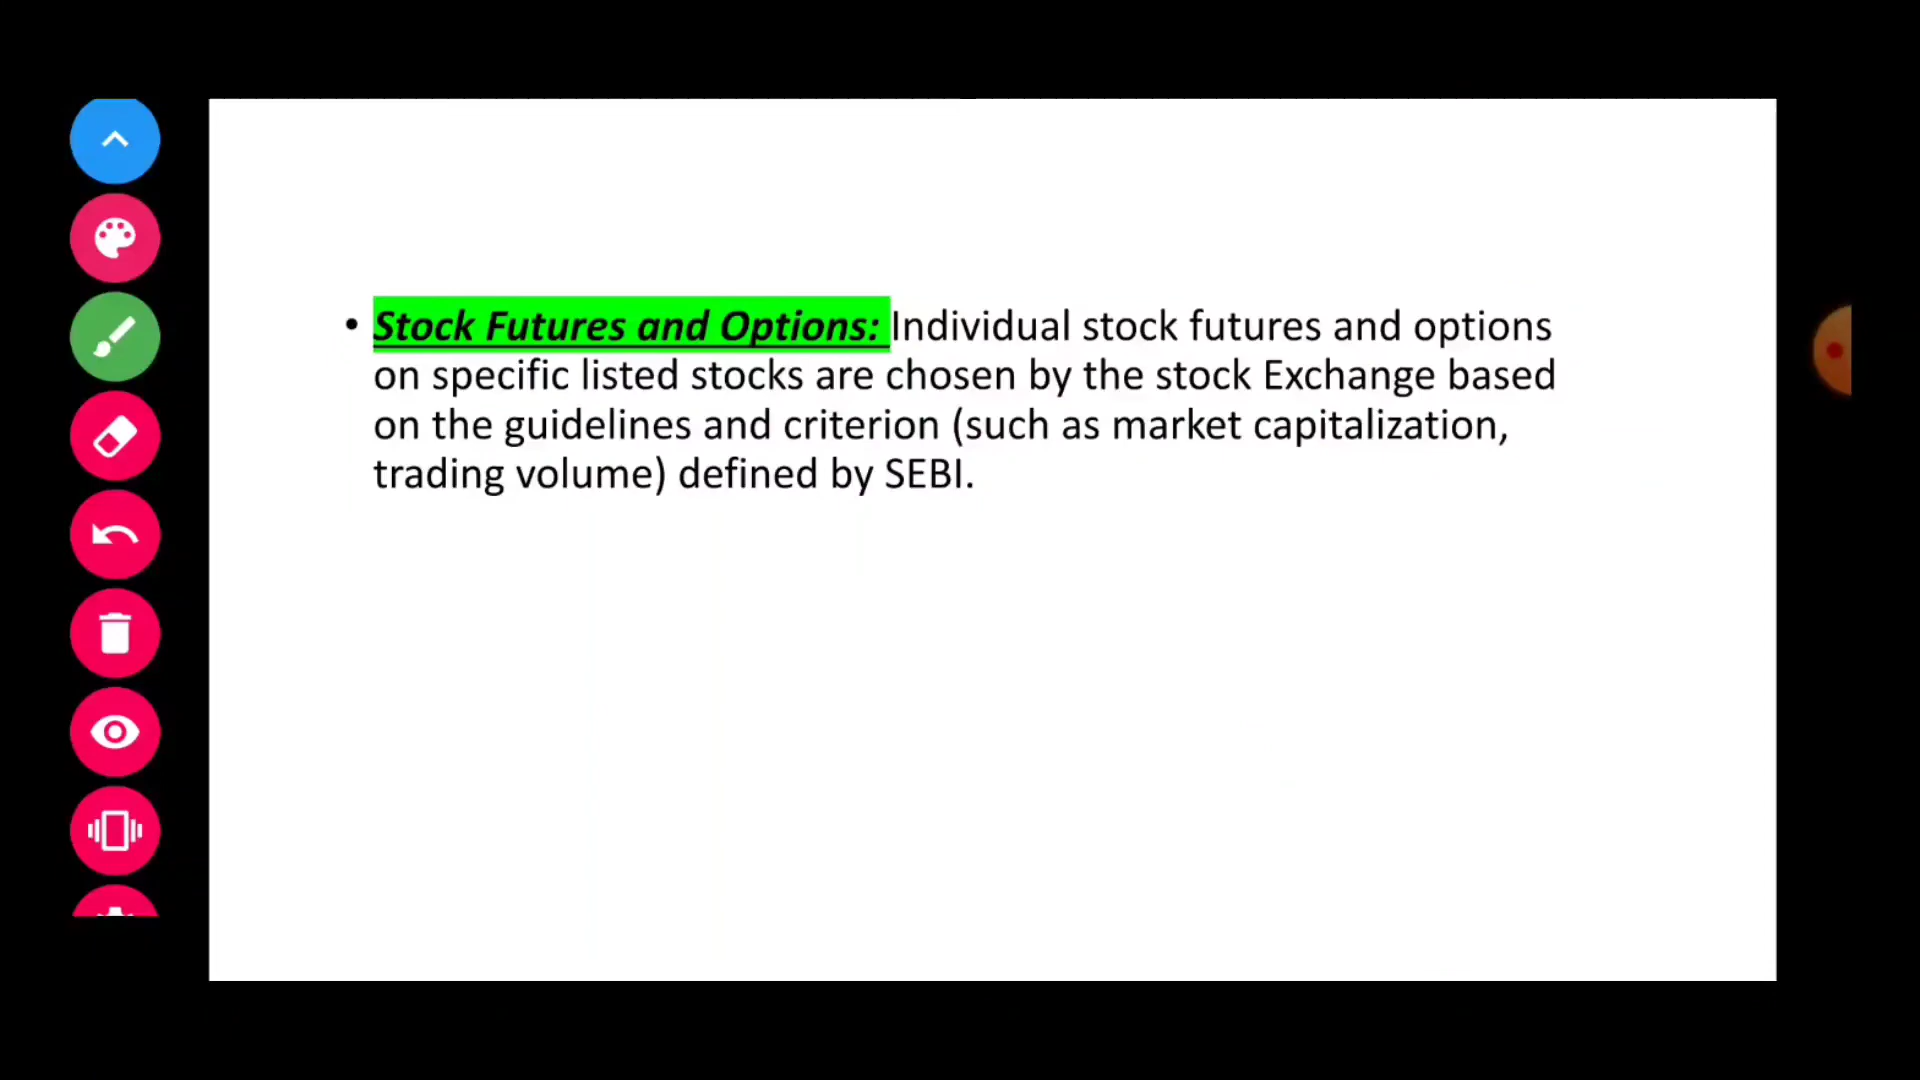 • Stock Futures and Options: Individual stock futures and options
on specific listed stocks are chosen by the stock Exchange based
on the guidelines and criterion (such as market capitalization,
trading volume) defined by SEBI.